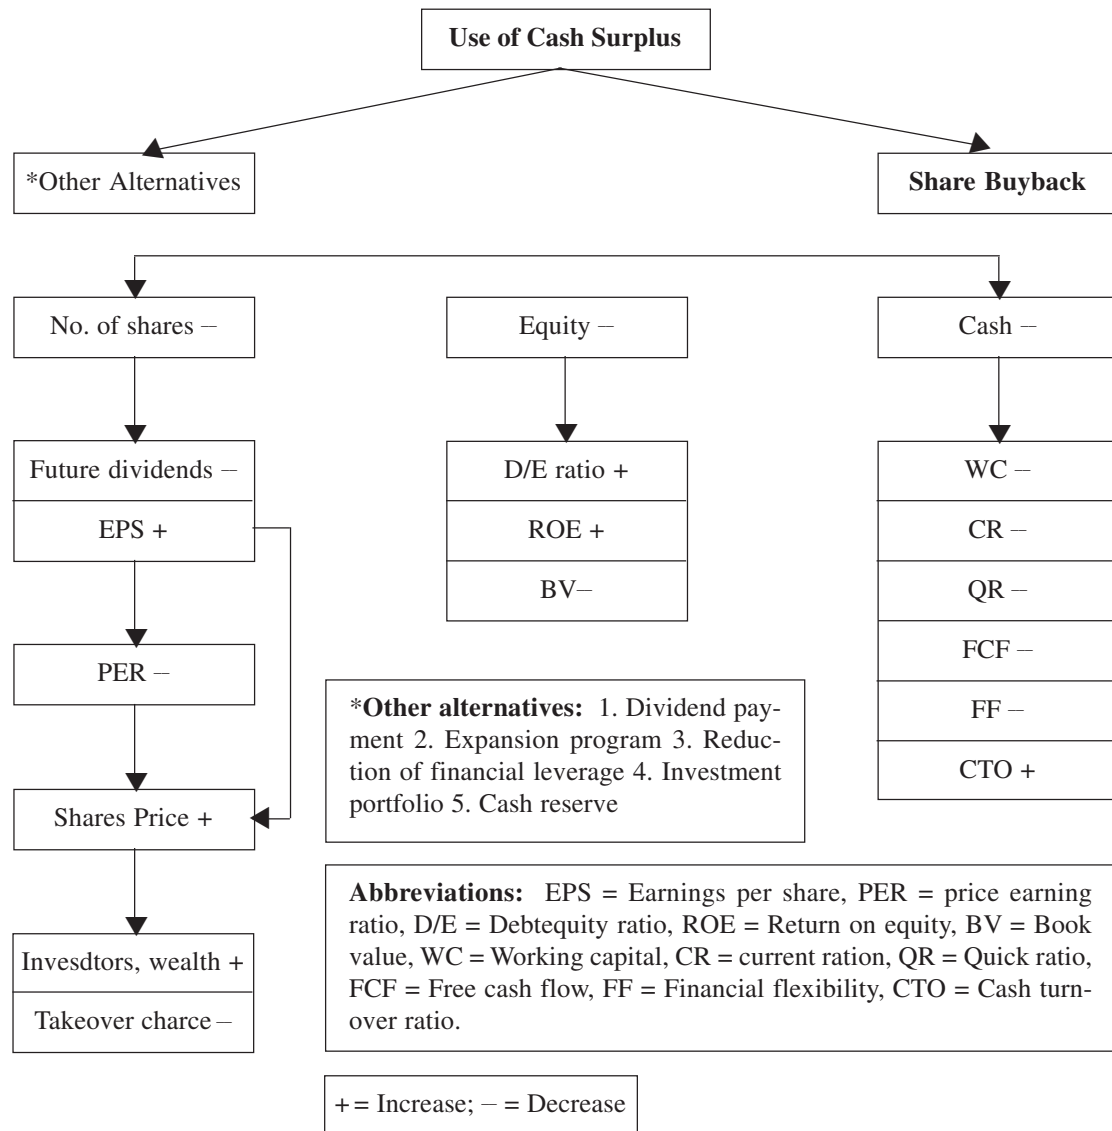 Use of Cash Surplus
*Other Alternatives
Share Buyback
No. of shares –
Equity –
Cash –
Future dividends –
EPS +
PER –
Shares Price +
Invesdtors, wealth +
Takeover charce –
D/E ratio +
ROE +
BV–
WC –
CR –
QR –
FCF –
FF –
CTO +
*Other alternatives: 1. Dividend pay-
ment 2. Expansion program 3. Reduc-
tion of financial leverage 4. Investment
portfolio 5. Cash reserve
Abbreviations: EPS = Earnings per share, PER = price earning
ratio, D/E = Debtequity ratio, ROE = Return on equity, BV = Book
value, WC = Working capital, CR = current ration, QR = Quick ratio,
FCF = Free cash flow, FF = Financial flexibility, CTO = Cash turn-
over ratio.
+ = Increase; – = Decrease